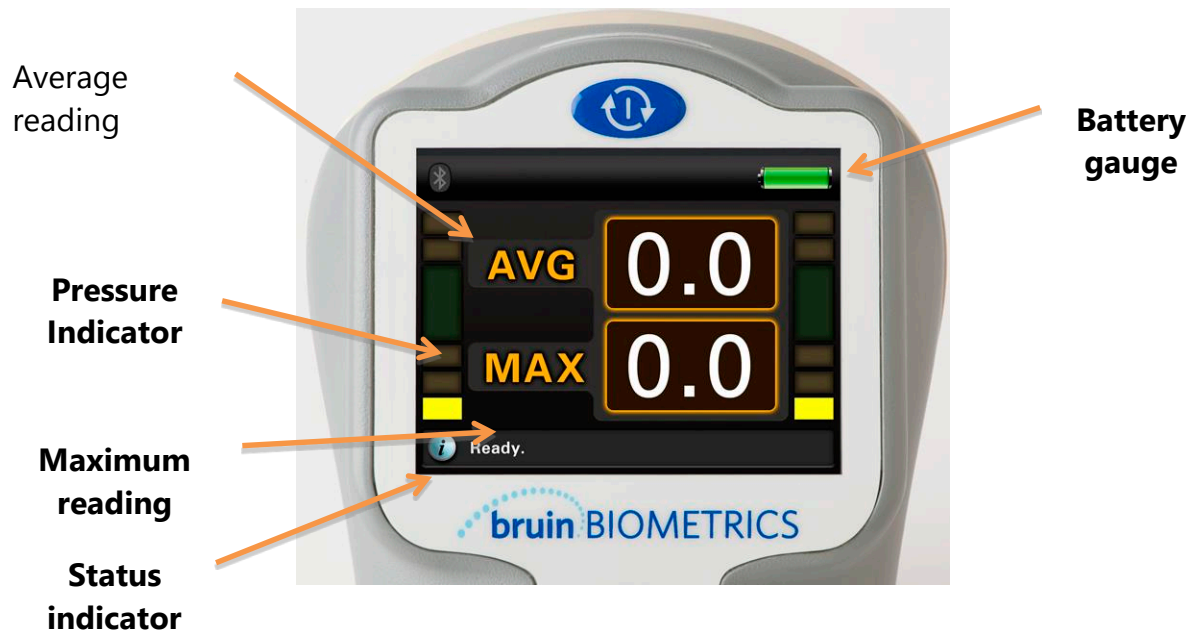 Average
reading
Battery
gauge
AVG
0.0
Pressure
Indicator
MAX
0.0
Maximum
reading
i
Ready.
bruin BIOMETRICS
Status
indicator